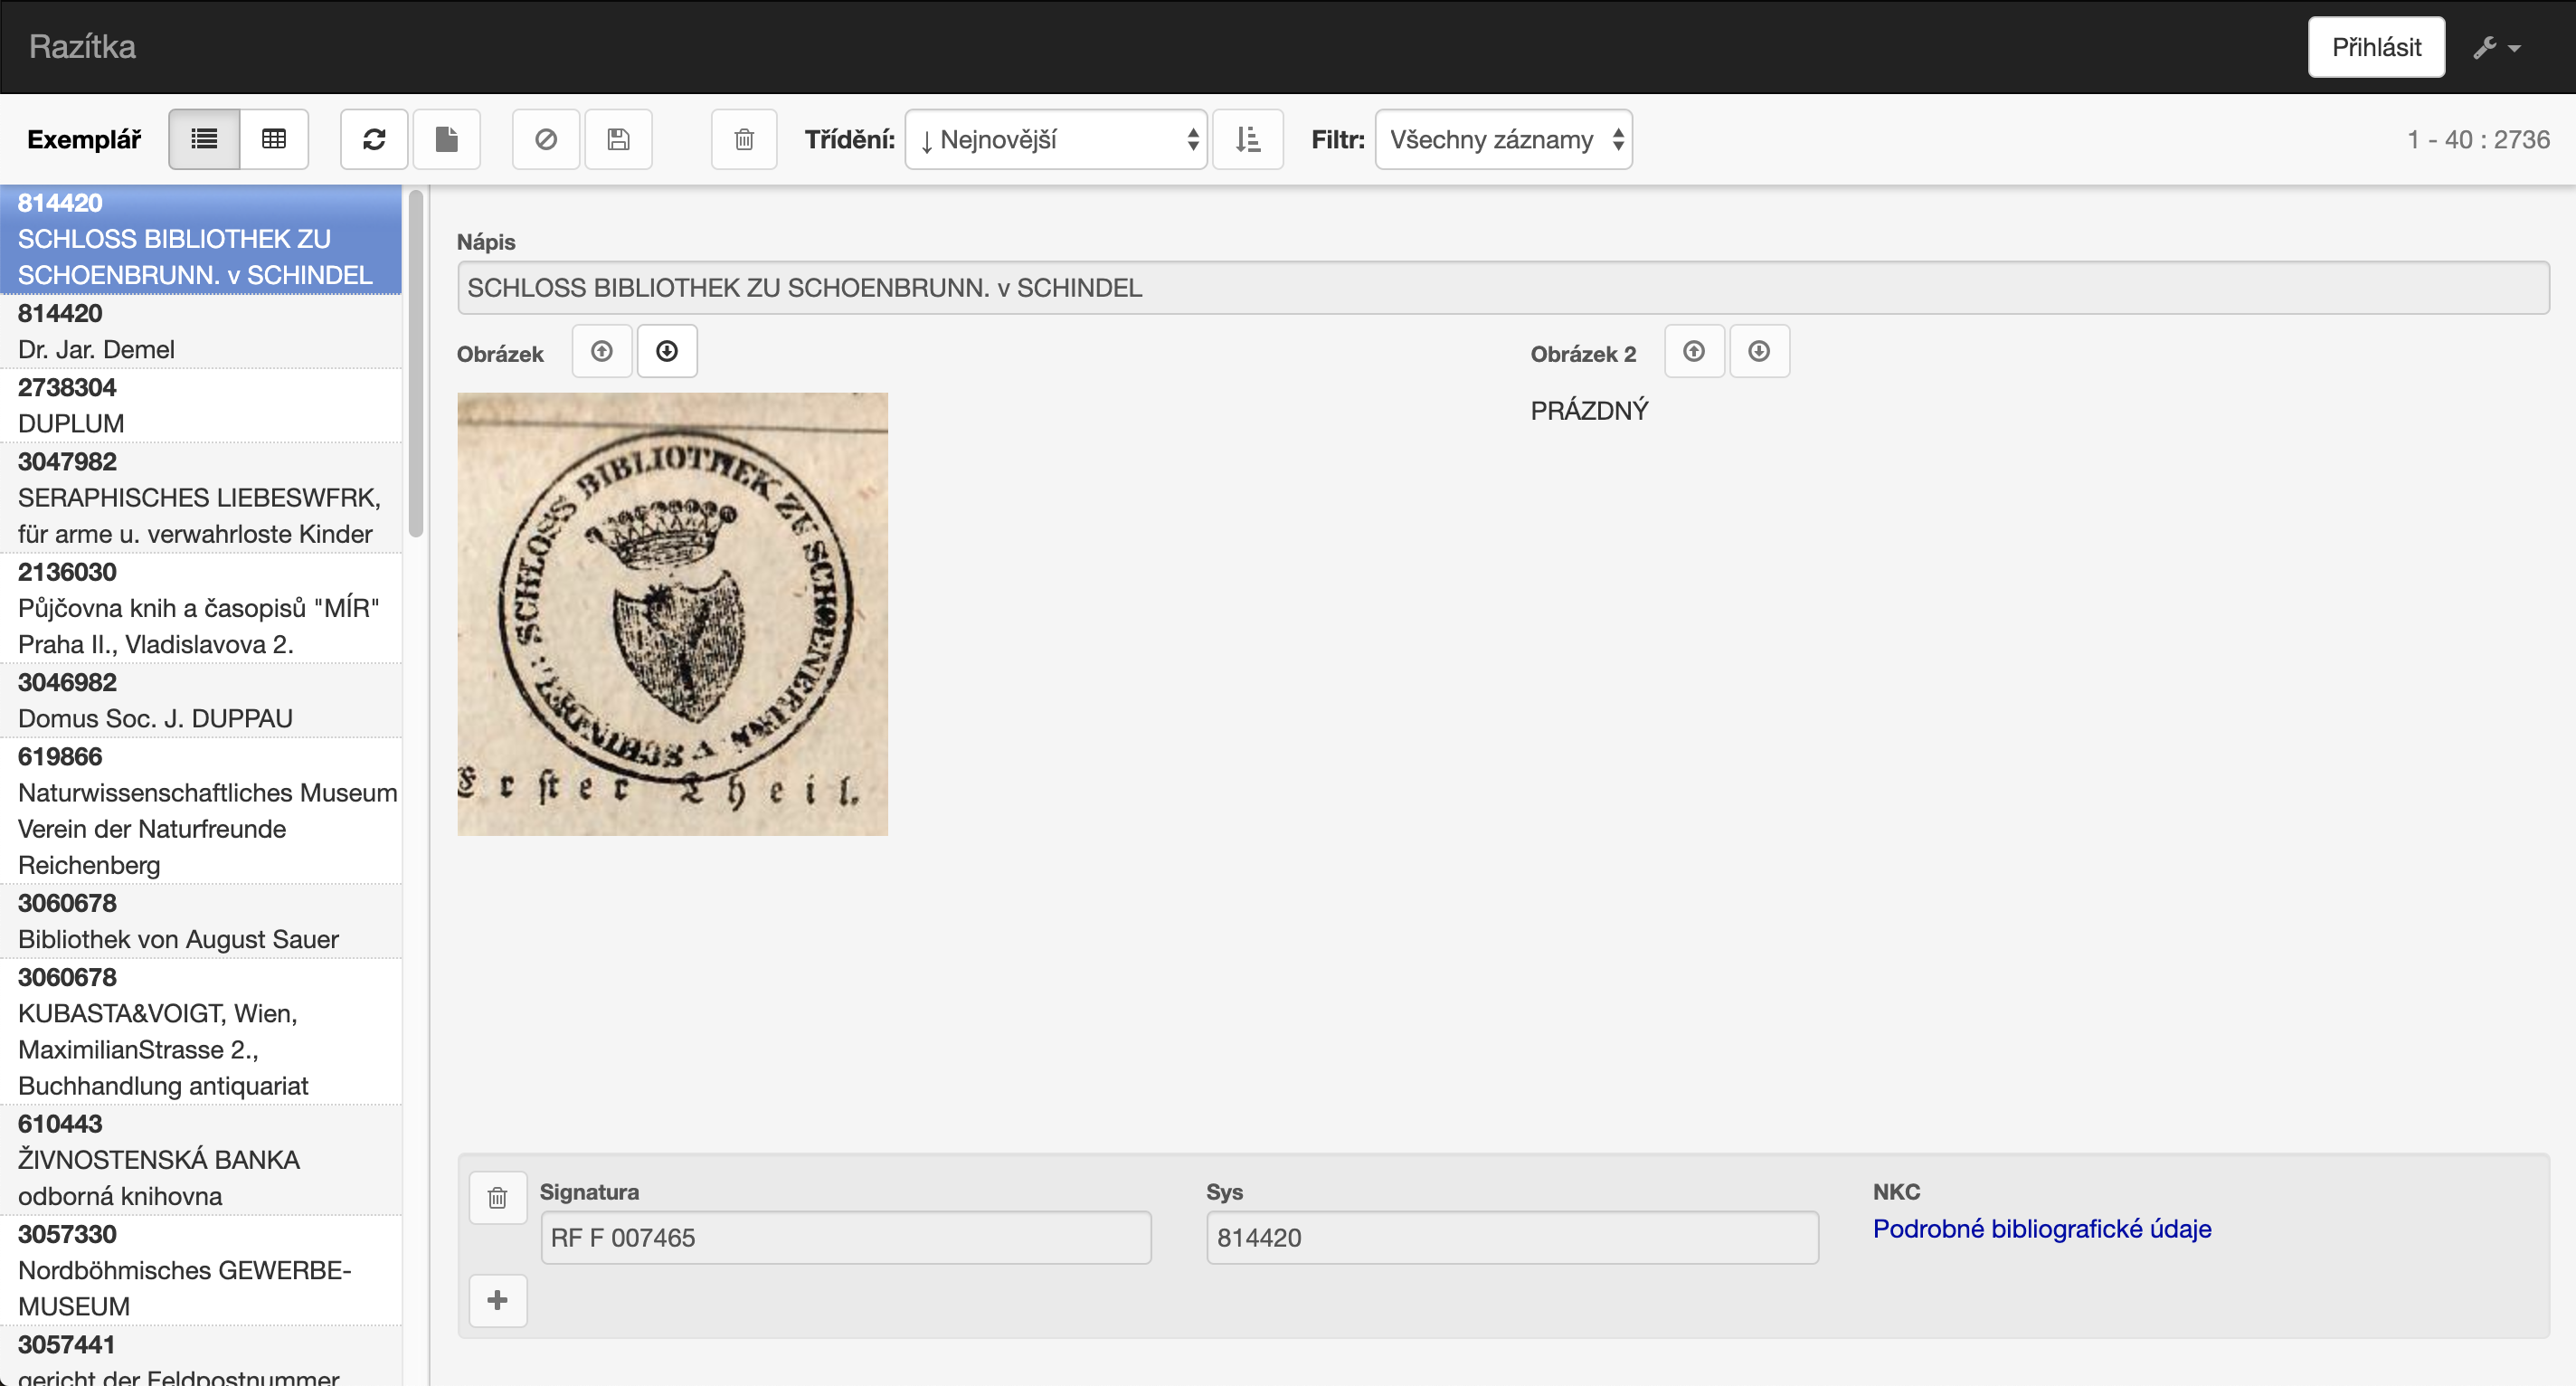 Razítka
Přihlásit
Exemplář
Třídění:
↓ Nejnovější
Filtr:
Všechny záznamy
1 - 40 : 2736
814420
SCHLOSS BIBLIOTHEK ZU
SCHOENBRUNN. v SCHINDEL
814420
Dr. Jar. Demel
2738304
DUPLUM
3047982
SERAPHISCHES LIEBESWFRK,
für arme u. verwahrloste Kinder
2136030
Půjčovna knih a časopisů "MÍR"
Praha II., Vladislavova 2.
3046982
Domus Soc. J. DUPPAU
619866
Naturwissenschaftliches Museum
Verein der Naturfreunde
Reichenberg
3060678
Bibliothek von August Sauer
3060678
KUBASTA&VOIGT, Wien,
MaximilianStrasse 2.,
Buchhandlung antiquariat
610443
ŽIVNOSTENSKÁ BANKA
odborná knihovna
3057330
Nordböhmisches GEWERBE-
MUSEUM
3057441
gericht der Feldpostnummer
Nápis
SCHLOSS BIBLIOTHEK ZU SCHOENBRUNN. v SCHINDEL
Obrázek
Obrázek 2
PRÁZDNÝ
SCHLOSS BIBLIOTHEK ZU SCHOENBRUNN
V SCHINDEL
Erſter Theil.
Signatura
RF F 007465
Sys
814420
NKC
Podrobné bibliografické údaje